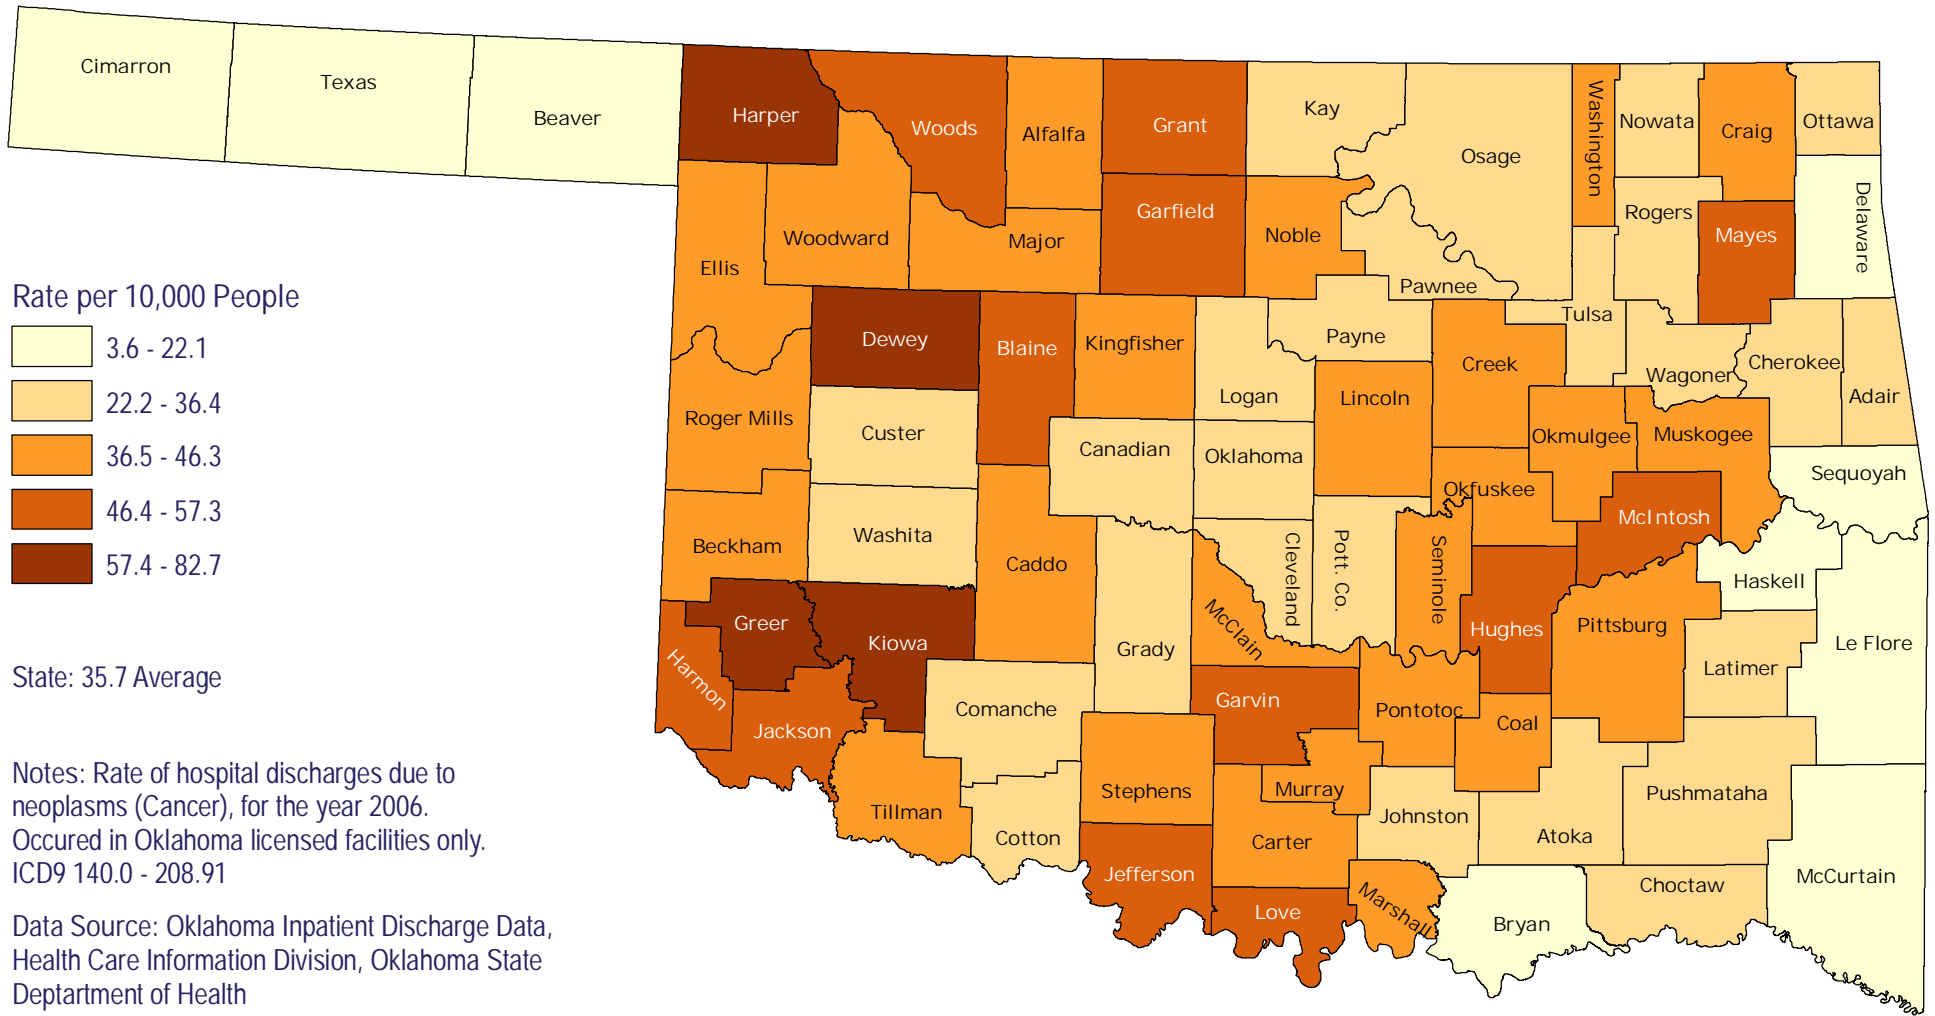 Cimarron
Texas
Beaver
Harper
Woods
Alfalfa
Grant
Kay
Osage
Washington
Nowata
Craig
Ottawa
Delaware
Ellis
Woodward
Major
Garfield
Noble
Pawnee
Rogers
Mayes
Rate per 10,000 People
3.6 - 22.1
22.2 - 36.4
36.5 - 46.3
46.4 - 57.3
57.4 - 82.7
Dewey
Blaine
Kingfisher
Logan
Payne
Tulsa
Creek
Wagoner
Cherokee
Adair
Roger Mills
Custer
Canadian
Oklahoma
Lincoln
Okmulgee
Muskogee
Okfuskee
Sequoyah
Beckham
Washita
Caddo
Cleveland
Pott. Co.
Seminole
McIntosh
Haskell
Greer
Kiowa
Grady
McClain
Hughes
Pittsburg
Latimer
Le Flore
State: 35.7 Average
Harmon
Jackson
Comanche
Garvin
Pontotoc
Coal
Tillman
Cotton
Stephens
Murray
Carter
Johnston
Atoka
Pushmataha
Jefferson
Love
Marshall
Bryan
Choctaw
McCurtain
Notes: Rate of hospital discharges due to
neoplasms (Cancer), for the year 2006.
Occured in Oklahoma licensed facilities only.
ICD9 140.0 - 208.91
Data Source: Oklahoma Inpatient Discharge Data,
Health Care Information Division, Oklahoma State
Deptartment of Health